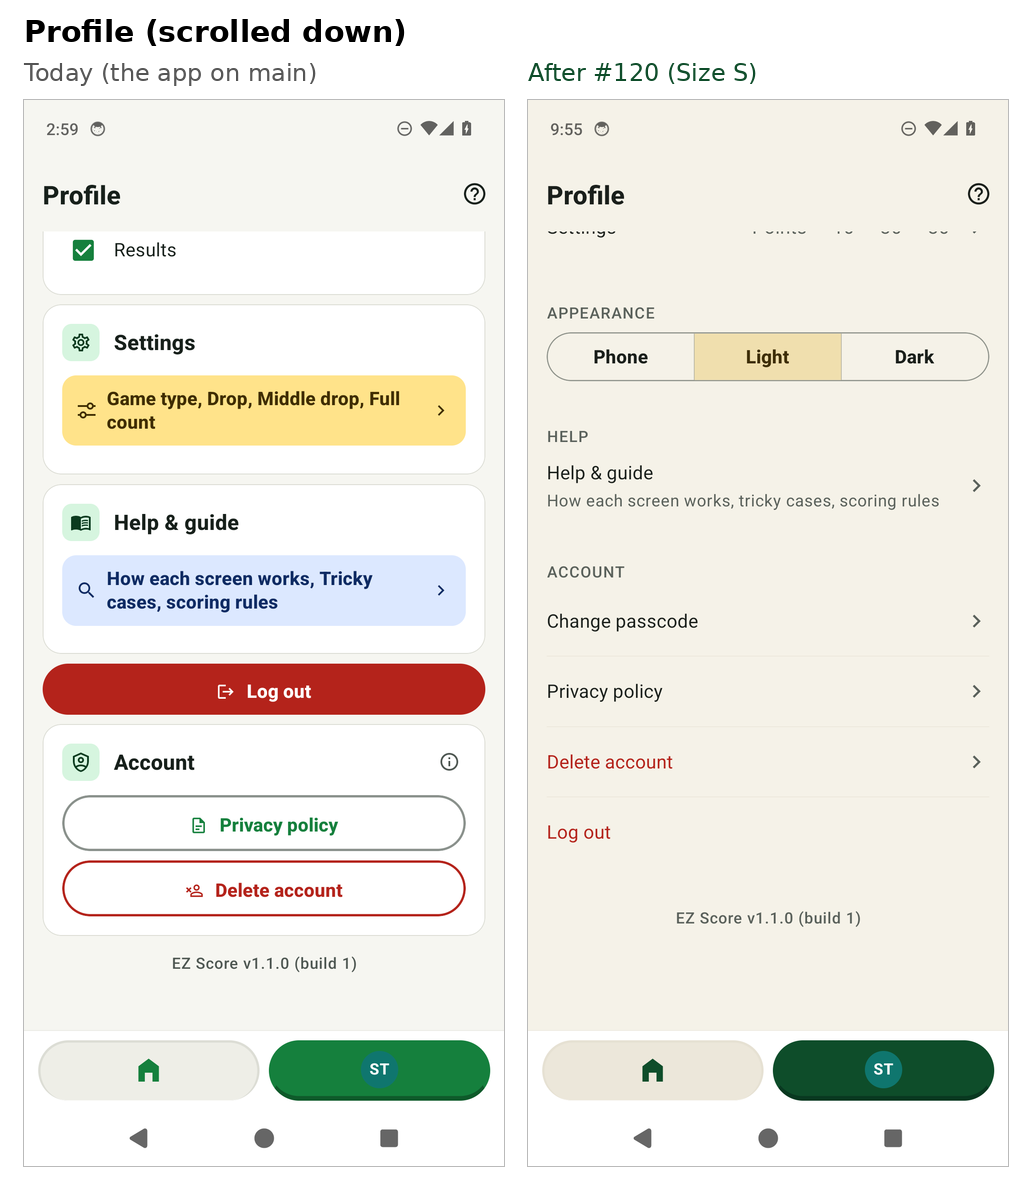 Profile (scrolled down)
Today (the app on main)
After #120 (Size S)
2:59
Profile
Results
Settings
Game type, Drop, Middle drop, Full
count
Help & guide
How each screen works, Tricky
cases, scoring rules
Log out
Account
Privacy policy
Delete account
EZ Score v1.1.0 (build 1)
ST
9:55
Profile
Settings
APPEARANCE
Phone
Light
Dark
HELP
Help & guide
How each screen works, tricky cases, scoring rules
ACCOUNT
Change passcode
Privacy policy
Delete account
Log out
EZ Score v1.1.0 (build 1)
ST